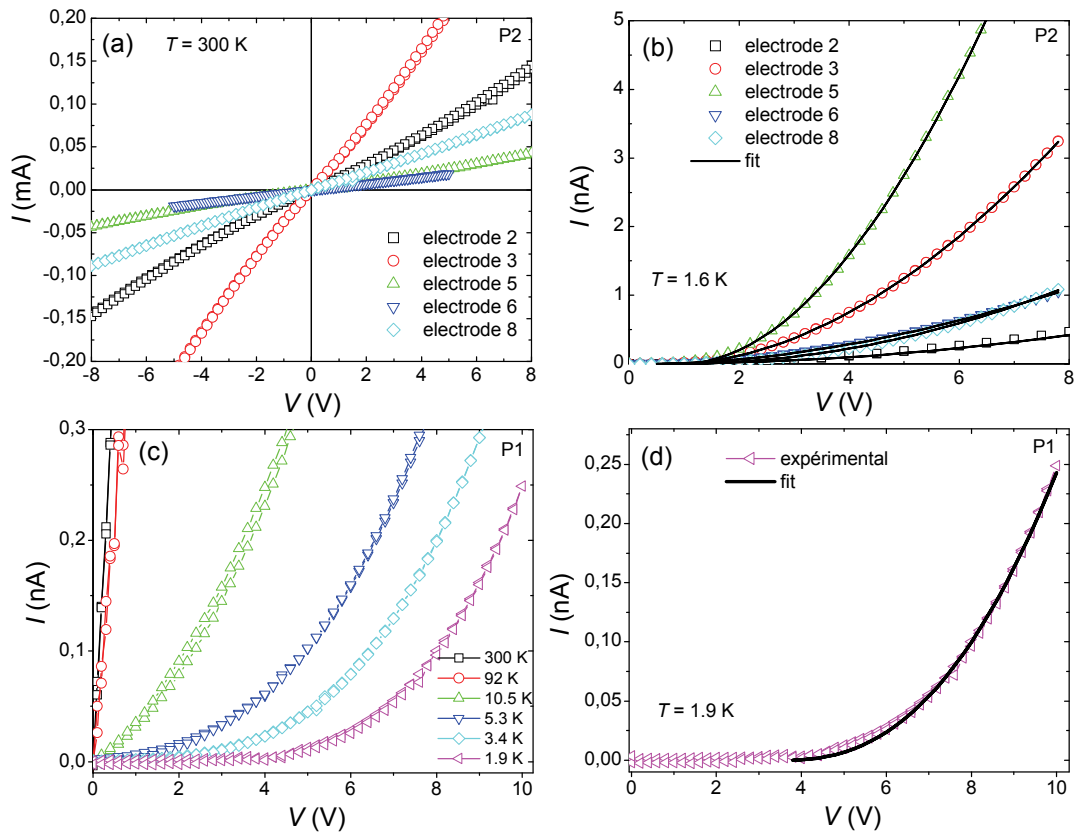 (a)
T = 300 K
P2
0,20
0,15
0,10
0,05
0,00
-0,05
-0,10
-0,15
-0,20
I (mA)
electrode 2
electrode 3
electrode 5
electrode 6
electrode 8
-8 -6 -4 -2 0 2 4 6 8
V (V)
(b)
P2
electrode 2
electrode 3
electrode 5
electrode 6
electrode 8
fit
T = 1.6 K
5
4
3
2
1
0
I (nA)
0 2 4 6 8
V (V)
(c)
P1
0,3
0,2
0,1
0,0
I (nA)
300 K
92 K
10.5 K
5.3 K
3.4 K
1.9 K
0 2 4 6 8 10
V (V)
(d)
P1
expérimental
fit
T = 1.9 K
0,25
0,20
0,15
0,10
0,05
0,00
I (nA)
0 2 4 6 8 10
V (V)